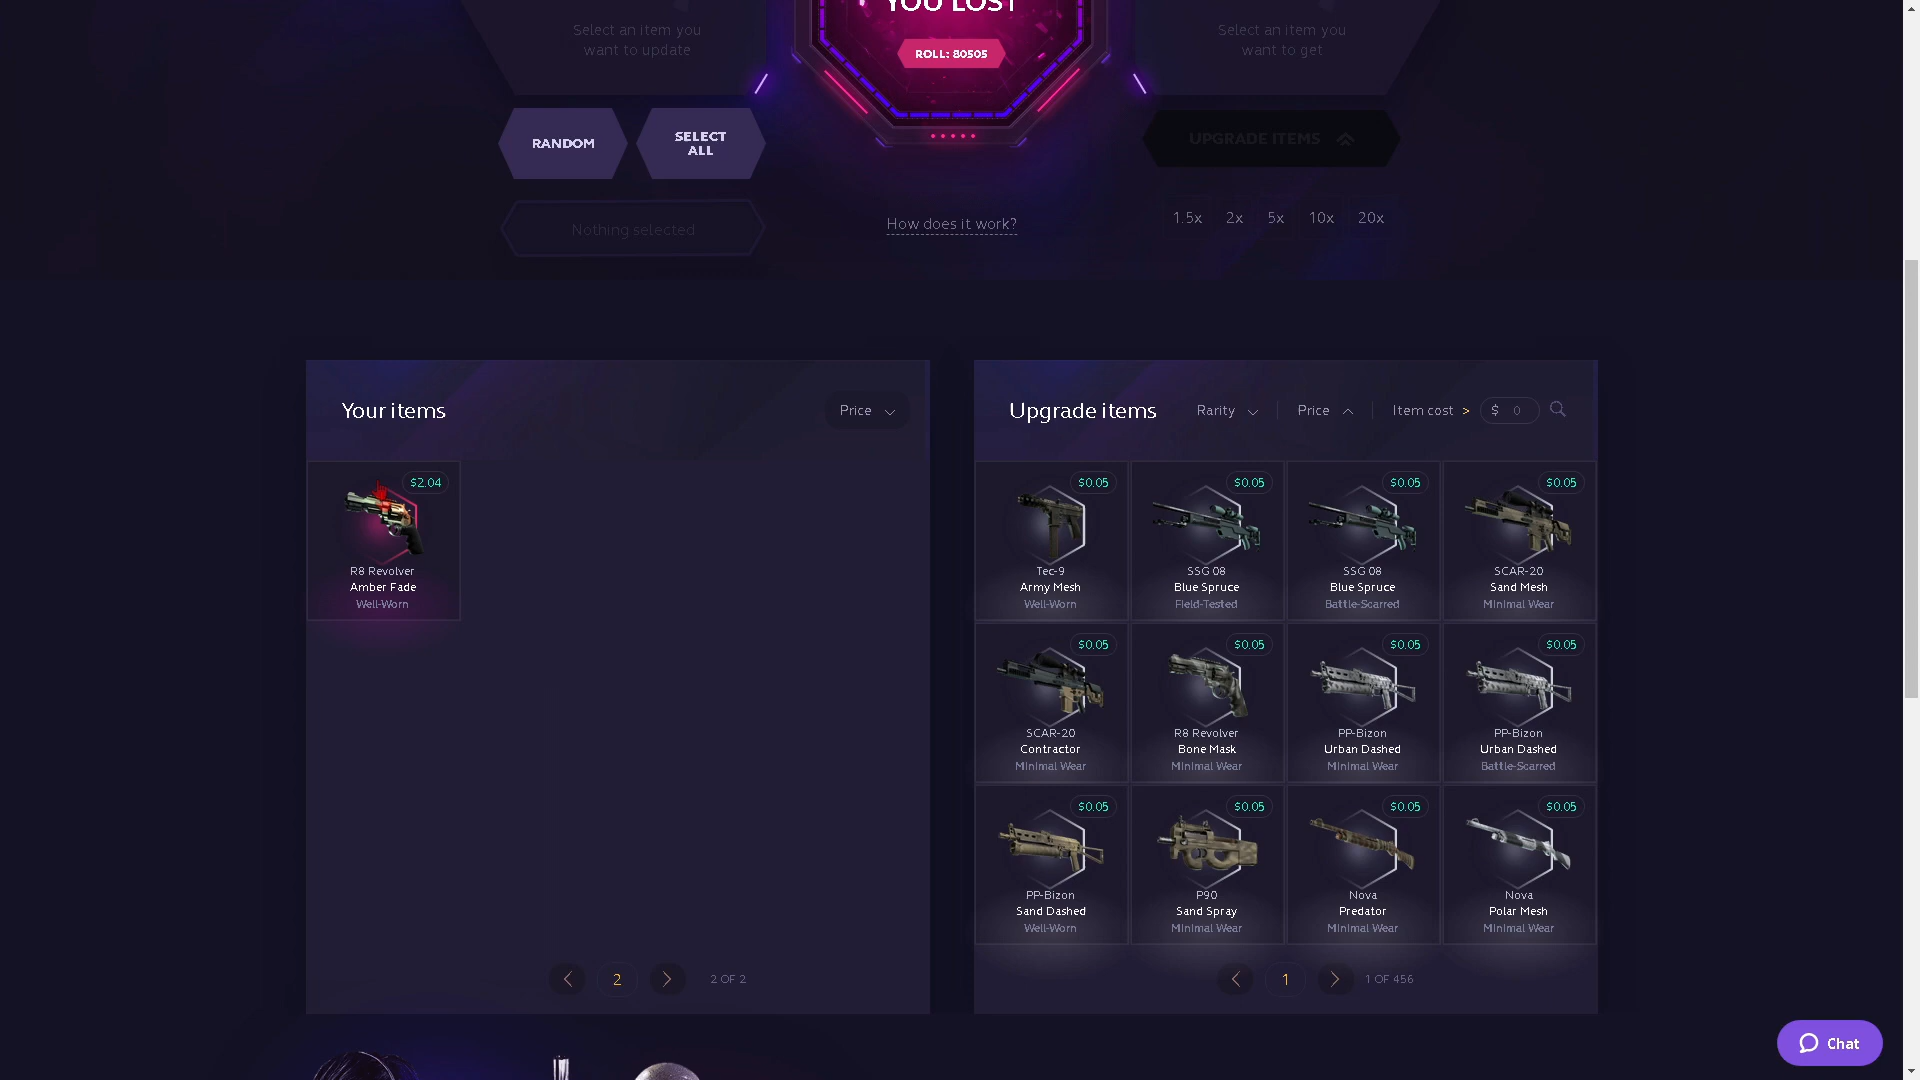 YOU LOST
Select an item you
want to update
ROLL: 80505
Select an item you
want to get
RANDOM
SELECT
ALL
UPGRADE ITEMS
Nothing selected
How does it work?
1.5x 2x 5x 10x 20x
Your items
Price
Upgrade items
Rarity
Price
Item cost >
$ 0
$2.04
R8 Revolver
Amber Fade
Well-Worn
$0.05
Tec-9
Army Mesh
Well-Worn
$0.05
SSG 08
Blue Spruce
Field-Tested
$0.05
SSG 08
Blue Spruce
Battle-Scarred
$0.05
SCAR-20
Sand Mesh
Minimal Wear
$0.05
SCAR-20
Contractor
Minimal Wear
$0.05
R8 Revolver
Bone Mask
Minimal Wear
$0.05
PP-Bizon
Urban Dashed
Minimal Wear
$0.05
PP-Bizon
Urban Dashed
Battle-Scarred
$0.05
PP-Bizon
Sand Dashed
Well-Worn
$0.05
P90
Sand Spray
Minimal Wear
$0.05
Nova
Predator
Minimal Wear
$0.05
Nova
Polar Mesh
Minimal Wear
2
2 OF 2
1
1 OF 456
Chat